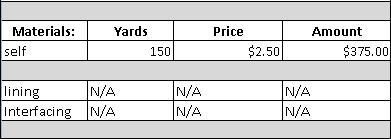 Materials: Yards Price Amount
self 150 $2.50 $375.00
lining N/A N/A N/A
Interfacing N/A N/A N/A